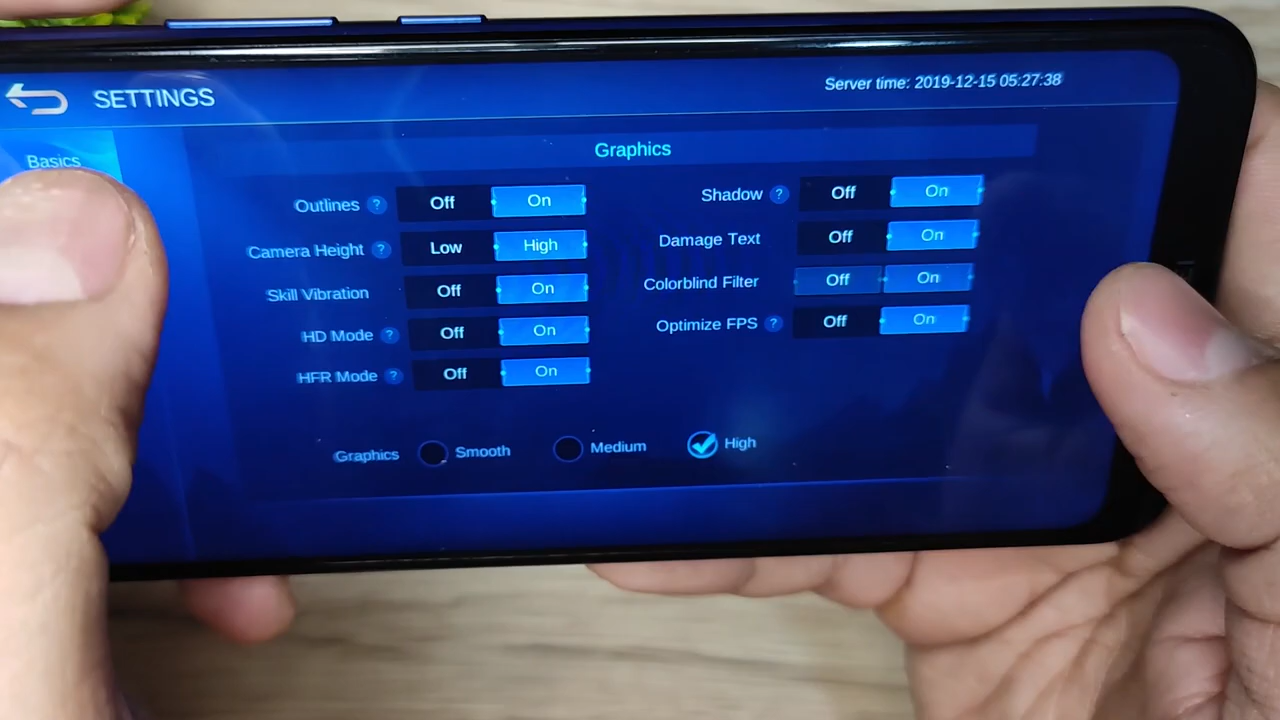 SETTINGS
Server time: 2019-12-15 05:27:38
Basics
Graphics
Outlines ? Off On
Shadow ? Off On
Camera Height ? Low High
Damage Text Off On
Skill Vibration Off On
Colorblind Filter Off On
HD Mode ? Off On
Optimize FPS ? Off On
HFR Mode ? Off On
Graphics Smooth Medium High